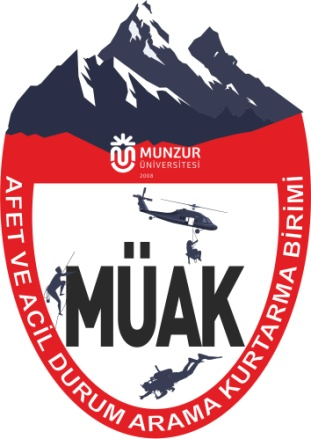 MUNZUR
ÜNİVERSİTESİ
2008
MÜAK
AFET VE ACİL DURUM ARAMA KURTARMA BİRİMİ